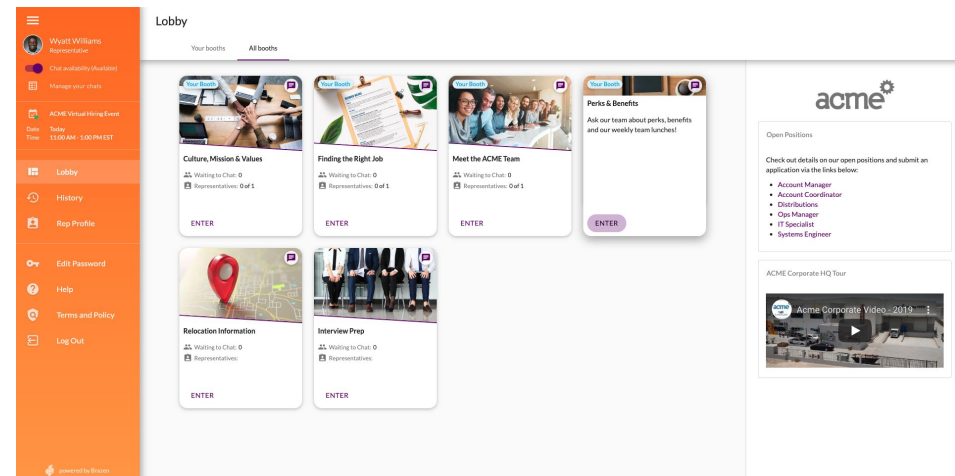 Wyatt Williams
Representative
Chat availability (Available)
Manage your chats
ACME Virtual Hiring Event
Date Today
Time 11:00 AM - 1:00 PM EST
Lobby
History
Rep Profile
Edit Password
Help
Terms and Policy
Log Out
powered by Brazen
Lobby
Your booths All booths
Your Booth
Culture, Mission & Values
Waiting to Chat: 0
Representatives: 0 of 1
ENTER
Your Booth
Finding the Right Job
Waiting to Chat: 0
Representatives: 0 of 1
ENTER
Your Booth
Meet the ACME Team
Waiting to Chat: 0
Representatives: 0 of 1
ENTER
Your Booth
Perks & Benefits
Ask our team about perks, benefits
and our weekly team lunches!
ENTER
Relocation Information
Waiting to Chat: 0
Representatives:
ENTER
Interview Prep
Waiting to Chat: 0
Representatives:
ENTER
acme
Open Positions
Check out details on our open positions and submit an
application via the links below:
Account Manager
Account Coordinator
Distributions
Ops Manager
IT Specialist
Systems Engineer
ACME Corporate HQ Tour
acme
Acme Corporate Video - 2019